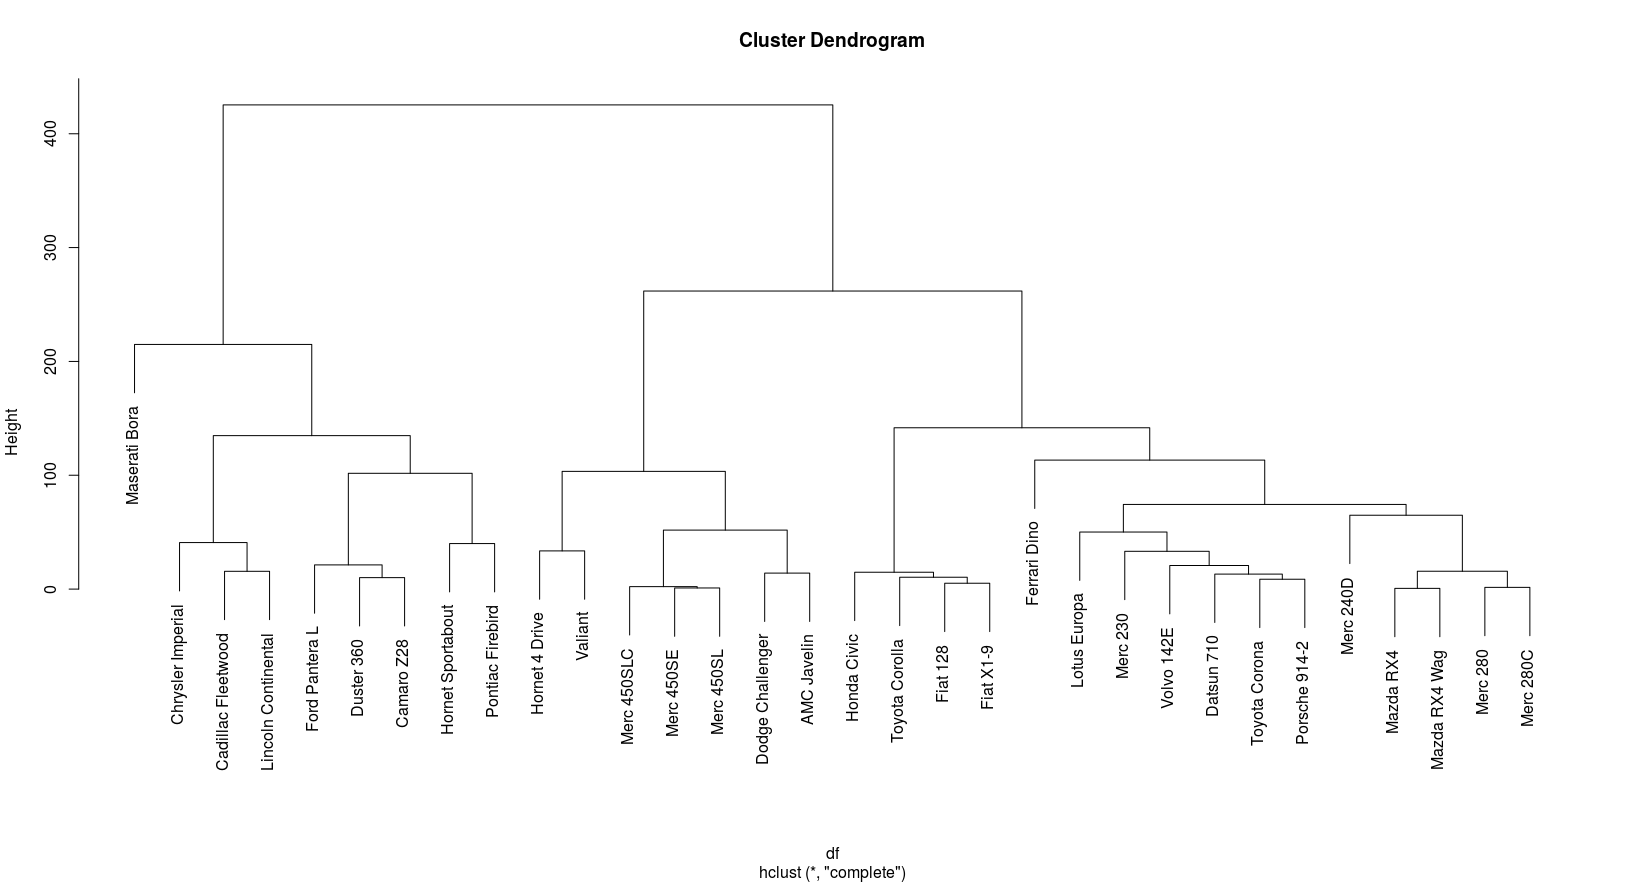 Cluster Dendrogram
Height
400
300
200
100
0
Maserati Bora
Chrysler Imperial
Cadillac Fleetwood
Lincoln Continental
Ford Pantera L
Duster 360
Camaro Z28
Hornet Sportabout
Pontiac Firebird
Hornet 4 Drive
Valiant
Merc 450SLC
Merc 450SE
Merc 450SL
Dodge Challenger
AMC Javelin
Honda Civic
Toyota Corolla
Fiat 128
Fiat X1-9
Ferrari Dino
Lotus Europa
Merc 230
Volvo 142E
Datsun 710
Toyota Corona
Porsche 914-2
Merc 240D
Mazda RX4
Mazda RX4 Wag
Merc 280
Merc 280C
df
hclust (*, "complete")